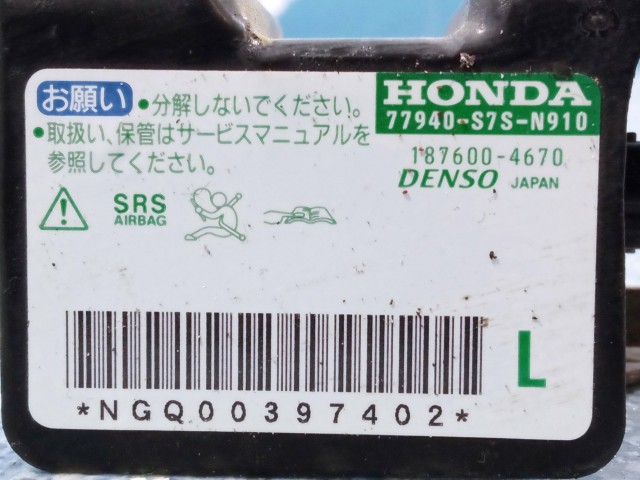 お願い ・分解しないでください。
・取扱い、保管はサービスマニュアルを
参照してください。
HONDA
77940-S7S-N910
187600-4670
DENSO JAPAN
SRS
AIRBAG
L
*NGQ00397402*